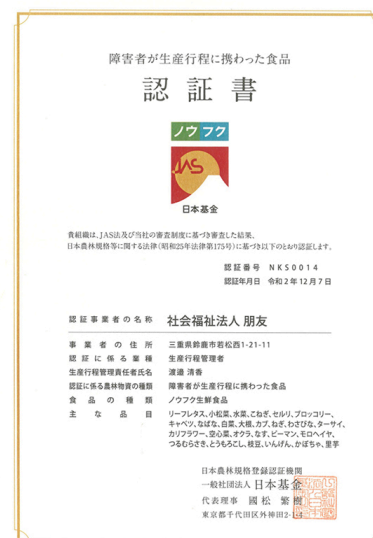 障害者が生産行程に携わった食品
認証書
ノウフク
JAS
日本基金
貴組織は、JAS法及び当社の審査制度に基づき審査した結果、
日本農林規格等に関する法律（昭和25年法律第175号）に基づき以下のとおり認証します。
認証番号 NKS0014
認証年月日 令和2年12月7日
認証事業者の名称 社会福祉法人 朋友
事業者の住所 三重県鈴鹿市若松西1-21-11
認証に係る業種 生産行程管理者
生産行程管理責任者氏名 渡邉 清香
認証に係る農林物資の種類 障害者が生産行程に携わった食品
食品の種類 ノウフク生鮮食品
主な品目 リーフレタス、小松菜、水菜、こねぎ、セルリ、ブロッコリー、
キャベツ、なばな、白菜、大根、カブ、ねぎ、わさびな、ターサイ、
カリフラワー、空心菜、オクラ、なす、ピーマン、モロヘイヤ、
つるむらさき、とうもろこし、枝豆、いんげん、かぼちゃ、里芋
日本農林規格登録認証機関
一般社団法人 日本基金
代表理事 國松 繁樹
東京都千代田区外神田2-